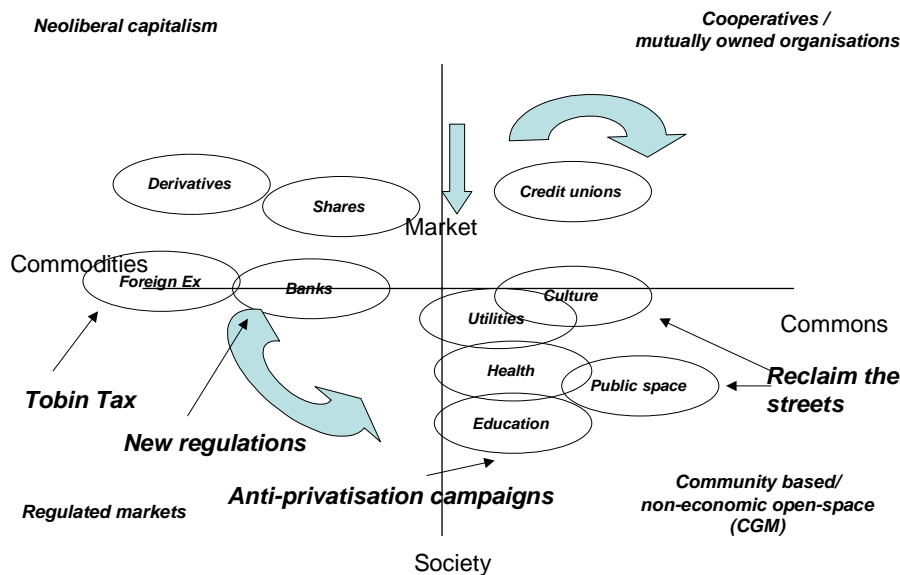 Neoliberal capitalism
Cooperatives /
mutually owned organisations
Derivatives
Shares
Credit unions
Market
Commodities
Foreign Ex
Banks
Culture
Utilities
Commons
Health
Public space
Reclaim the
streets
Tobin Tax
New regulations
Education
Anti-privatisation campaigns
Regulated markets
Community based/
non-economic open-space
(CGM)
Society